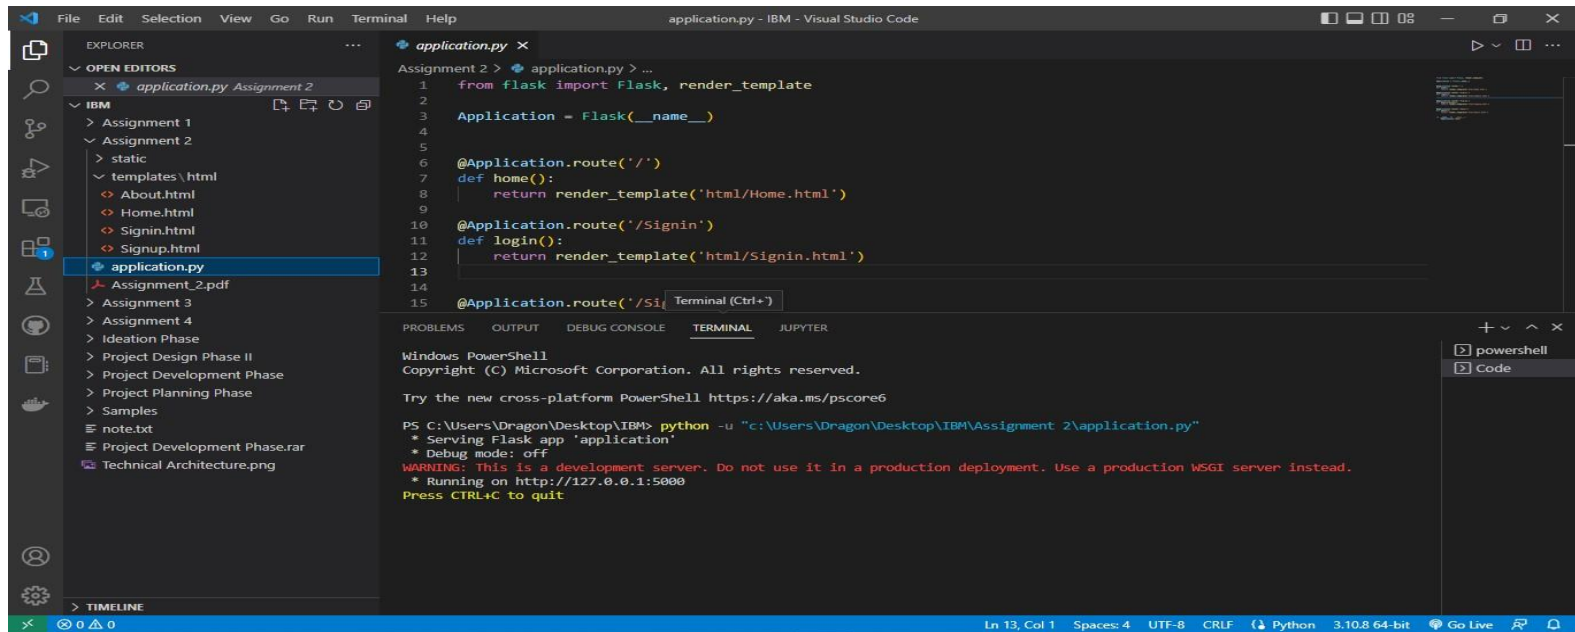 File Edit Selection View Go Run Terminal Help
application.py - IBM - Visual Studio Code
EXPLORER
OPEN EDITORS
application.py Assignment 2
IBM
Assignment 1
Assignment 2
static
templates\html
About.html
Home.html
Signin.html
Signup.html
application.py
Assignment_2.pdf
Assignment 3
Assignment 4
Ideation Phase
Project Design Phase II
Project Development Phase
Project Planning Phase
Samples
note.txt
Project Development Phase.rar
Technical Architecture.png
TIMELINE
1
application.py
Assignment 2 > application.py > ...
1 from flask import Flask, render_template
2
3 Application = Flask(__name__)
4
5
6 @Application.route('/')
7 def home():
8 return render_template('html/Home.html')
9
10 @Application.route('/Signin')
11 def login():
12 return render_template('html/Signin.html')
13
14
15 @Application.route('/Si
Terminal (Ctrl+`)
PROBLEMS OUTPUT DEBUG CONSOLE TERMINAL JUPYTER
Windows PowerShell
Copyright (C) Microsoft Corporation. All rights reserved.
Try the new cross-platform PowerShell https://aka.ms/pscore6
PS C:\Users\Dragon\Desktop\IBM> python -u "c:\Users\Dragon\Desktop\IBM\Assignment 2\application.py"
* Serving Flask app 'application'
* Debug mode: off
WARNING: This is a development server. Do not use it in a production deployment. Use a production WSGI server instead.
* Running on http://127.0.0.1:5000
Press CTRL+C to quit
powershell
Code
0 0
Ln 13, Col 1 Spaces: 4 UTF-8 CRLF Python 3.10.8 64-bit Go Live